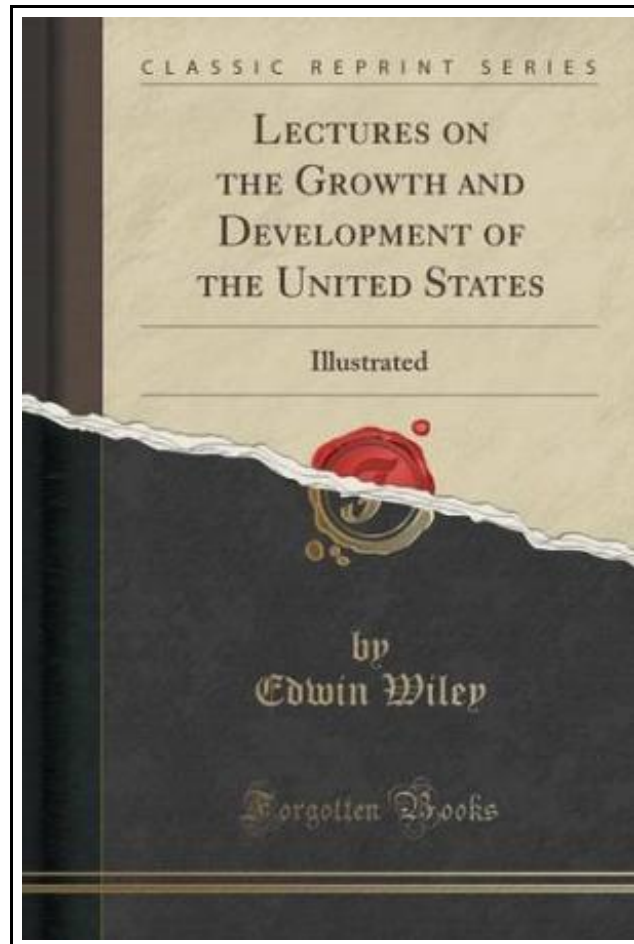 CLASSIC REPRINT SERIES
LECTURES ON
THE GROWTH AND
DEVELOPMENT OF
THE UNITED STATES
Illustrated
by
Edwin Wiley
Forgotten Books